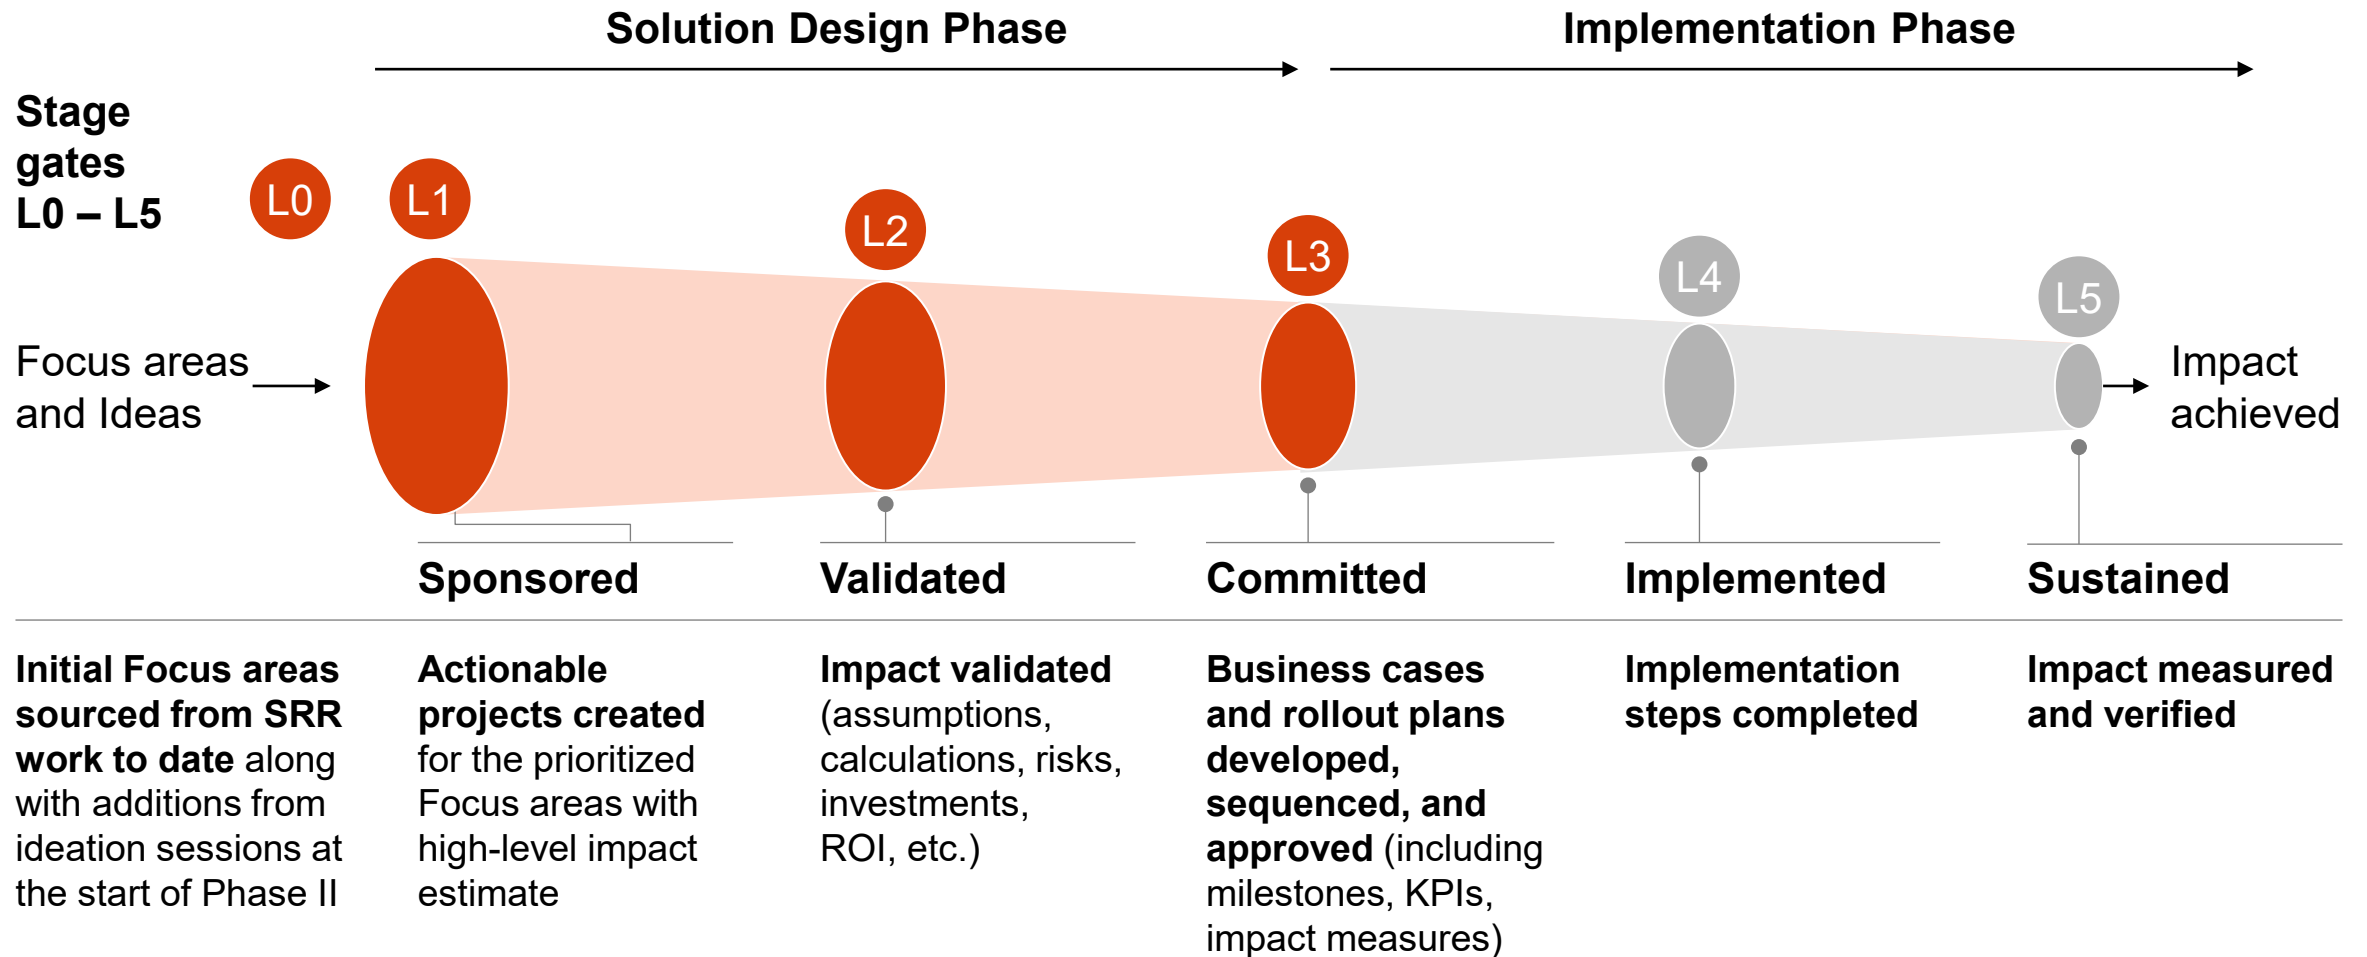 Solution Design Phase
Implementation Phase
Stage
gates
L0 – L5
L0
L1
L2
L3
L4
L5
Focus areas
and Ideas
Impact
achieved
Sponsored
Validated
Committed
Implemented
Sustained
Initial Focus areas
sourced from SRR
work to date along
with additions from
ideation sessions at
the start of Phase II
Actionable
projects created
for the prioritized
Focus areas with
high-level impact
estimate
Impact validated
(assumptions,
calculations, risks,
investments,
ROI, etc.)
Business cases
and rollout plans
developed,
sequenced, and
approved (including
milestones, KPIs,
impact measures)
Implementation
steps completed
Impact measured
and verified